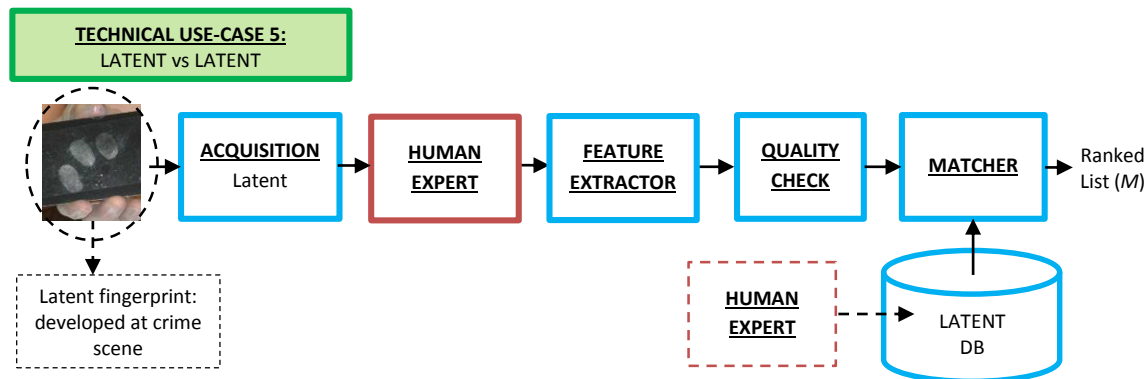 TECHNICAL USE-CASE 5:
LATENT vs LATENT
ACQUISITION
Latent
HUMAN
EXPERT
FEATURE
EXTRACTOR
QUALITY
CHECK
MATCHER
Ranked
List (M)
Latent fingerprint:
developed at crime
scene
HUMAN
EXPERT
LATENT
DB